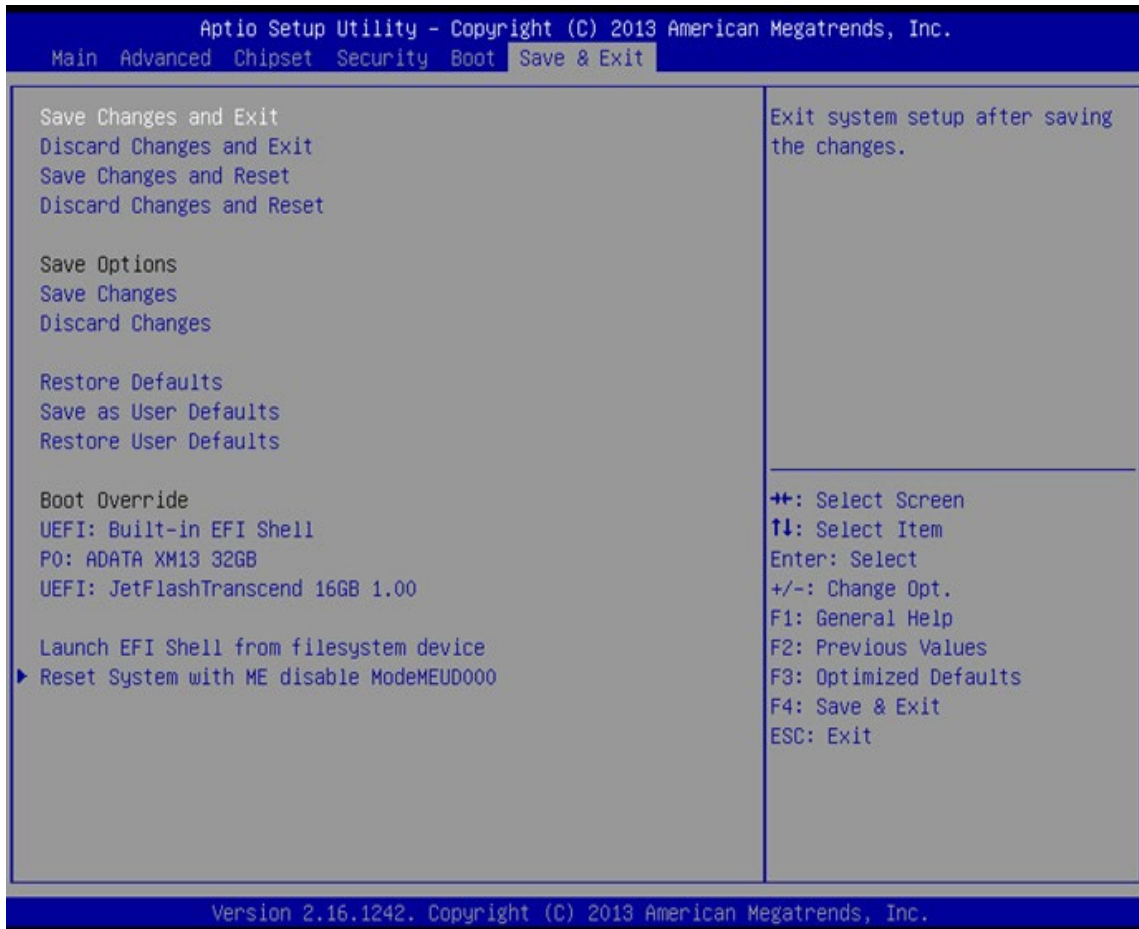 Aptio Setup Utility – Copyright (C) 2013 American Megatrends, Inc.
Main Advanced Chipset Security Boot Save & Exit
Save Changes and Exit
Discard Changes and Exit
Save Changes and Reset
Discard Changes and Reset
Save Options
Save Changes
Discard Changes
Restore Defaults
Save as User Defaults
Restore User Defaults
Boot Override
UEFI: Built-in EFI Shell
P0: ADATA XM13 32GB
UEFI: JetFlashTranscend 16GB 1.00
Launch EFI Shell from filesystem device
Reset System with ME disable ModeMEUD000
Exit system setup after saving
the changes.
→←: Select Screen
↑↓: Select Item
Enter: Select
+/-: Change Opt.
F1: General Help
F2: Previous Values
F3: Optimized Defaults
F4: Save & Exit
ESC: Exit
Version 2.16.1242. Copyright (C) 2013 American Megatrends, Inc.